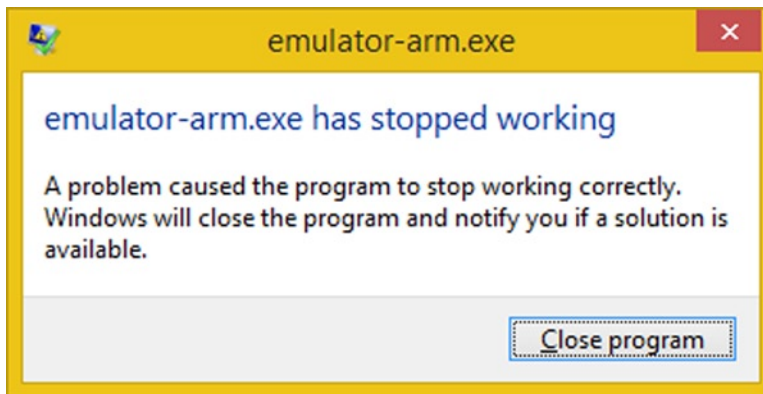 emulator-arm.exe
emulator-arm.exe has stopped working
A problem caused the program to stop working correctly.
Windows will close the program and notify you if a solution is
available.
Close program